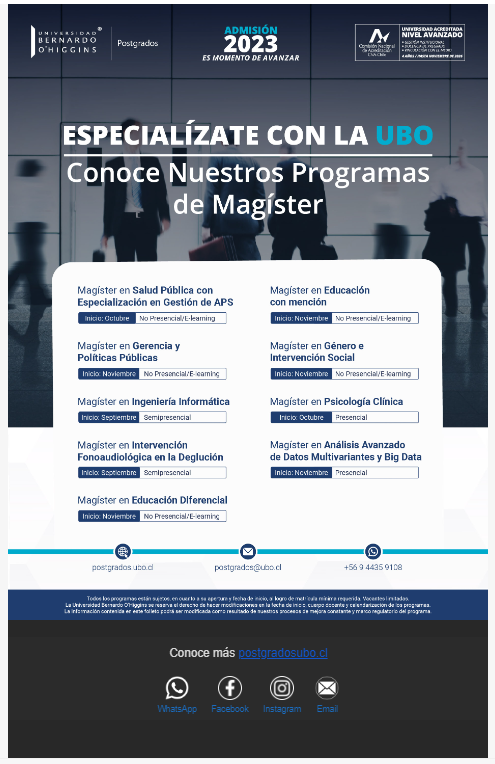 UNIVERSIDAD
BERNARDO
O'HIGGINS
Postgrados
ADMISIÓN
2023
ES MOMENTO DE AVANZAR
Comisión Nacional
de Acreditación
CNA-Chile
UNIVERSIDAD ACREDITADA
NIVEL AVANZADO
• GESTIÓN INSTITUCIONAL
• DOCENCIA DE PREGRADO
• VINCULACIÓN CON EL MEDIO
ESPECIALÍZATE CON LA UBO
Conoce Nuestros Programas
de Magíster
Magíster en Salud Pública con
Especialización en Gestión de APS
Inicio: Octubre No Presencial/E-learning
Magíster en Gerencia y
Políticas Públicas
Inicio: Noviembre No Presencial/E-learning
Magíster en Ingeniería Informática
Inicio: Septiembre Semipresencial
Magíster en Intervención
Fonoaudiológica en la Deglución
Inicio: Septiembre Semipresencial
Magíster en Educación Diferencial
Inicio: Noviembre No Presencial/E-learning
Magíster en Educación
con mención
Inicio: Noviembre No Presencial/E-learning
Magíster en Género e
Intervención Social
Inicio: Noviembre No Presencial/E-learning
Magíster en Psicología Clínica
Inicio: Octubre Presencial
Magíster en Análisis Avanzado
de Datos Multivariantes y Big Data
Inicio: Noviembre Presencial
postgrados.ubo.cl
postgrados@ubo.cl
+56 9 4435 9108
Todos los programas están sujetos, en cuanto a su apertura y fecha de inicio, al logro de matrícula mínima requerida. Vacantes limitadas.
La Universidad Bernardo O'Higgins se reserva el derecho de hacer modificaciones en la fecha de inicio, cuerpo docente y calendarización de los programas.
La información contenida en este folleto podrá ser modificada como resultado de nuestros procesos de mejora constante y marco regulatorio del programa.
Conoce más postgradosubo.cl
WhatsApp
Facebook
Instagram
Email